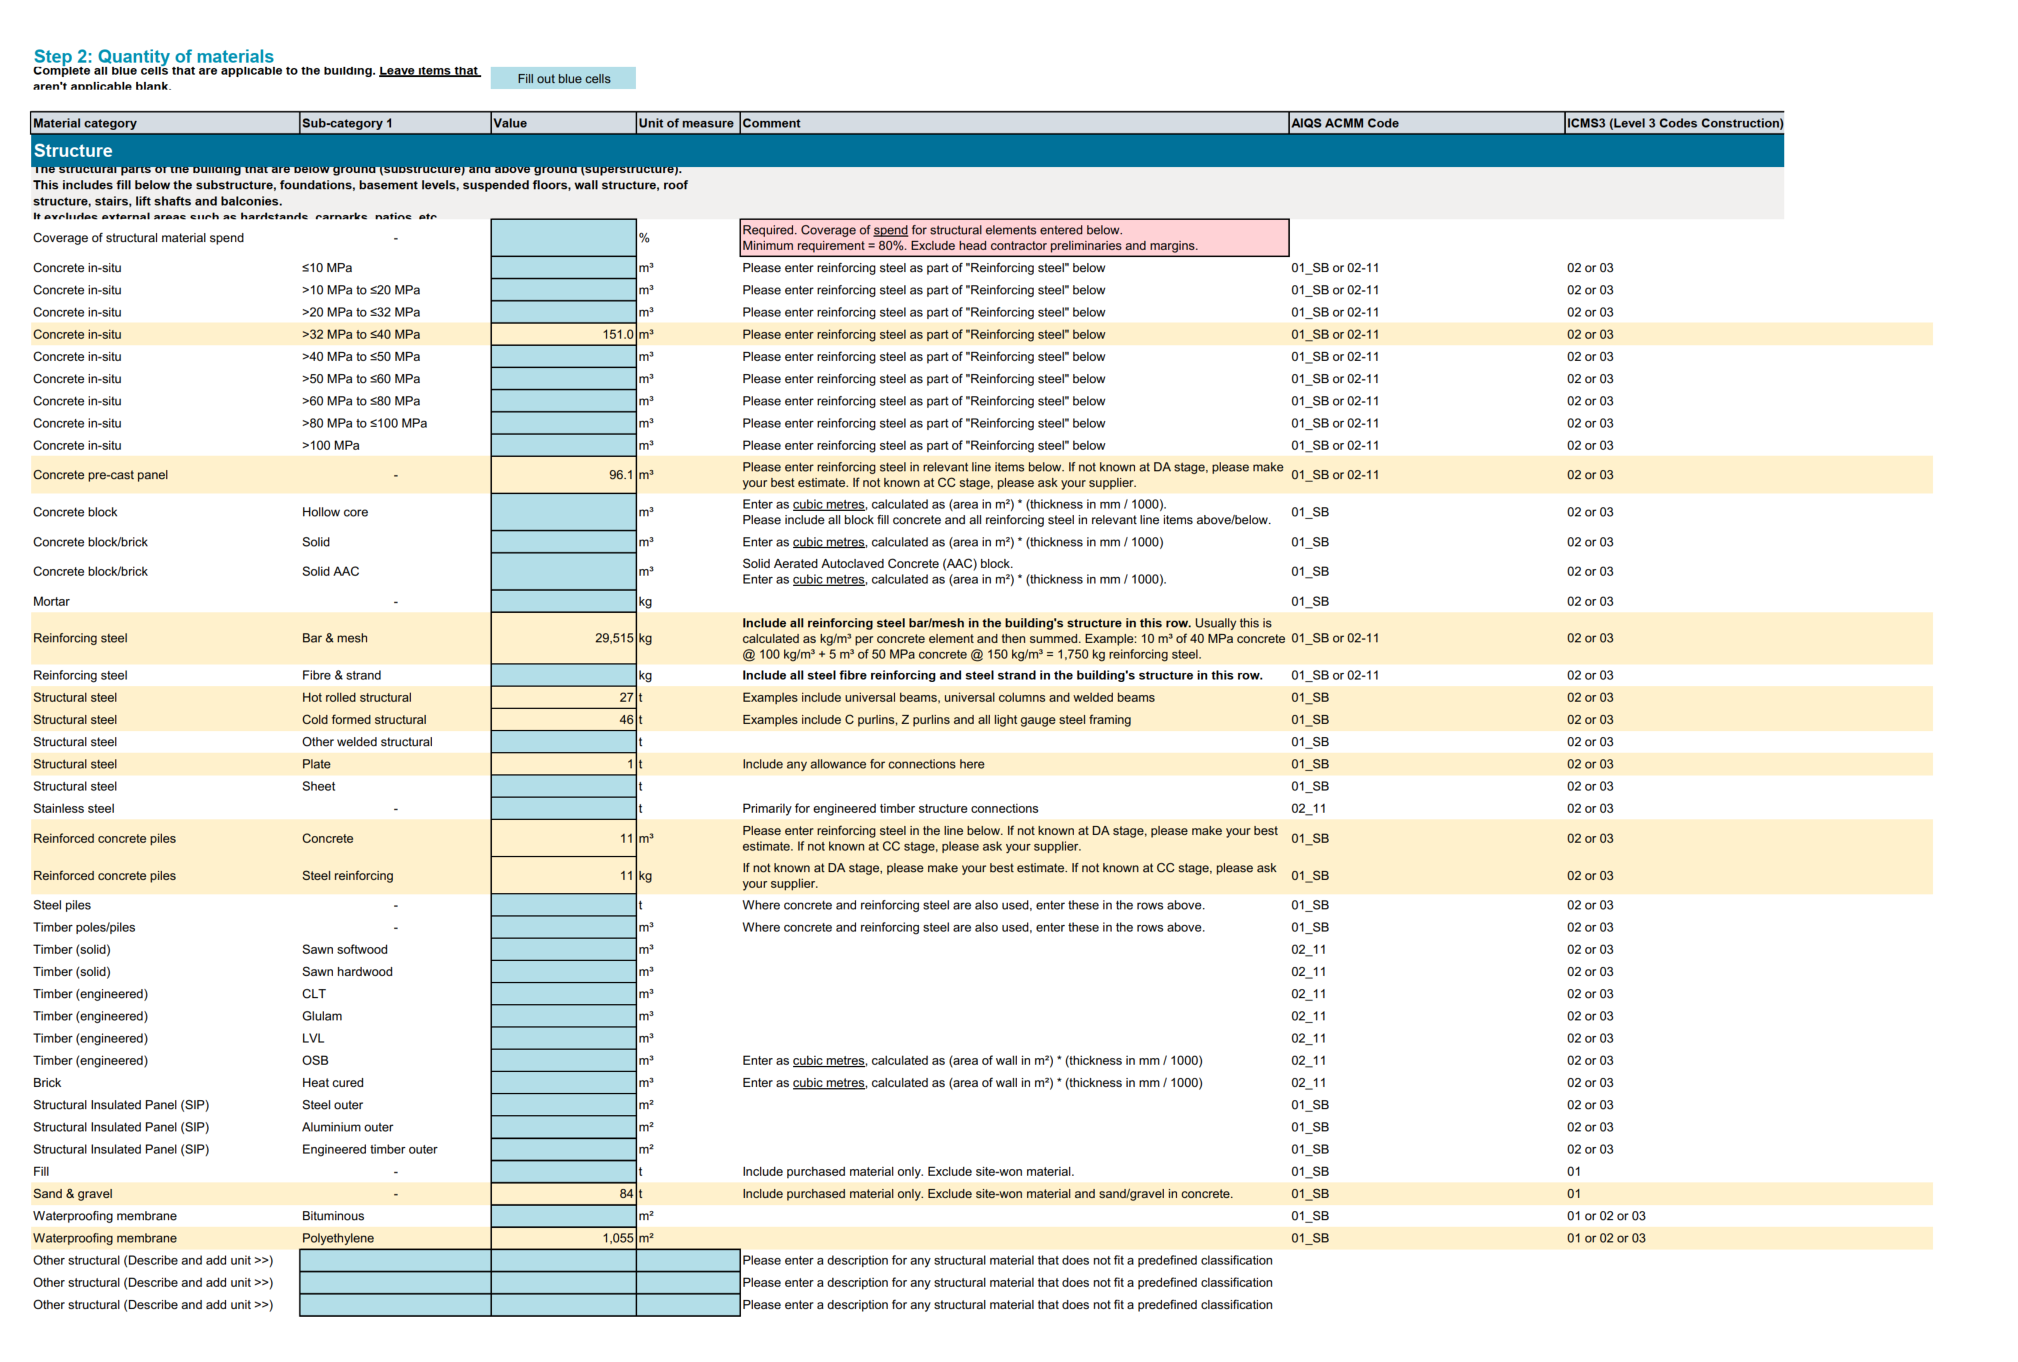 Step 2: Quantity of materials
Complete all blue cells that are applicable to the building. Leave items that
aren't applicable blank.
Fill out blue cells
Material category Sub-category 1 Value Unit of measure Comment AIQS ACMM Code ICMS3 (Level 3 Codes Construction)
Structure
The structural parts of the building that are below ground (substructure) and above ground (superstructure).
This includes fill below the substructure, foundations, basement levels, suspended floors, wall structure, roof
structure, stairs, lift shafts and balconies.
It excludes external areas such as hardstands, carparks, patios, etc
Coverage of structural material spend - % Required. Coverage of spend for structural elements entered below.
Minimum requirement = 80%. Exclude head contractor preliminaries and margins.
Concrete in-situ ≤10 MPa m³ Please enter reinforcing steel as part of "Reinforcing steel" below 01_SB or 02-11 02 or 03
Concrete in-situ >10 MPa to ≤20 MPa m³ Please enter reinforcing steel as part of "Reinforcing steel" below 01_SB or 02-11 02 or 03
Concrete in-situ >20 MPa to ≤32 MPa m³ Please enter reinforcing steel as part of "Reinforcing steel" below 01_SB or 02-11 02 or 03
Concrete in-situ >32 MPa to ≤40 MPa 151.0 m³ Please enter reinforcing steel as part of "Reinforcing steel" below 01_SB or 02-11 02 or 03
Concrete in-situ >40 MPa to ≤50 MPa m³ Please enter reinforcing steel as part of "Reinforcing steel" below 01_SB or 02-11 02 or 03
Concrete in-situ >50 MPa to ≤60 MPa m³ Please enter reinforcing steel as part of "Reinforcing steel" below 01_SB or 02-11 02 or 03
Concrete in-situ >60 MPa to ≤80 MPa m³ Please enter reinforcing steel as part of "Reinforcing steel" below 01_SB or 02-11 02 or 03
Concrete in-situ >80 MPa to ≤100 MPa m³ Please enter reinforcing steel as part of "Reinforcing steel" below 01_SB or 02-11 02 or 03
Concrete in-situ >100 MPa m³ Please enter reinforcing steel as part of "Reinforcing steel" below 01_SB or 02-11 02 or 03
Concrete pre-cast panel - 96.1 m³ Please enter reinforcing steel in relevant line items below. If not known at DA stage, please make
your best estimate. If not known at CC stage, please ask your supplier. 01_SB or 02-11 02 or 03
Concrete block Hollow core m³ Enter as cubic metres, calculated as (area in m²) * (thickness in mm / 1000).
Please include all block fill concrete and all reinforcing steel in relevant line items above/below. 01_SB 02 or 03
Concrete block/brick Solid m³ Enter as cubic metres, calculated as (area in m²) * (thickness in mm / 1000) 01_SB 02 or 03
Concrete block/brick Solid AAC m³ Solid Aerated Autoclaved Concrete (AAC) block.
Enter as cubic metres, calculated as (area in m²) * (thickness in mm / 1000). 01_SB 02 or 03
Mortar - kg 01_SB 02 or 03
Reinforcing steel Bar & mesh 29,515 kg Include all reinforcing steel bar/mesh in the building's structure in this row. Usually this is
calculated as kg/m³ per concrete element and then summed. Example: 10 m³ of 40 MPa concrete
@ 100 kg/m³ + 5 m³ of 50 MPa concrete @ 150 kg/m³ = 1,750 kg reinforcing steel. 01_SB or 02-11 02 or 03
Reinforcing steel Fibre & strand kg Include all steel fibre reinforcing and steel strand in the building's structure in this row. 01_SB or 02-11 02 or 03
Structural steel Hot rolled structural 27 t Examples include universal beams, universal columns and welded beams 01_SB 02 or 03
Structural steel Cold formed structural 46 t Examples include C purlins, Z purlins and all light gauge steel framing 01_SB 02 or 03
Structural steel Other welded structural t 01_SB 02 or 03
Structural steel Plate 1 t Include any allowance for connections here 01_SB 02 or 03
Structural steel Sheet t 01_SB 02 or 03
Stainless steel - t Primarily for engineered timber structure connections 02_11 02 or 03
Reinforced concrete piles Concrete 11 m³ Please enter reinforcing steel in the line below. If not known at DA stage, please make your best
estimate. If not known at CC stage, please ask your supplier. 01_SB 02 or 03
Reinforced concrete piles Steel reinforcing 11 kg If not known at DA stage, please make your best estimate. If not known at CC stage, please ask
your supplier. 01_SB 02 or 03
Steel piles - t Where concrete and reinforcing steel are also used, enter these in the rows above. 01_SB 02 or 03
Timber poles/piles - m³ Where concrete and reinforcing steel are also used, enter these in the rows above. 01_SB 02 or 03
Timber (solid) Sawn softwood m³ 02_11 02 or 03
Timber (solid) Sawn hardwood m³ 02_11 02 or 03
Timber (engineered) CLT m³ 02_11 02 or 03
Timber (engineered) Glulam m³ 02_11 02 or 03
Timber (engineered) LVL m³ 02_11 02 or 03
Timber (engineered) OSB m³ Enter as cubic metres, calculated as (area of wall in m²) * (thickness in mm / 1000) 02_11 02 or 03
Brick Heat cured m³ Enter as cubic metres, calculated as (area of wall in m²) * (thickness in mm / 1000) 02_11 02 or 03
Structural Insulated Panel (SIP) Steel outer m² 01_SB 02 or 03
Structural Insulated Panel (SIP) Aluminium outer m² 01_SB 02 or 03
Structural Insulated Panel (SIP) Engineered timber outer m² 01_SB 02 or 03
Fill - t Include purchased material only. Exclude site-won material. 01_SB 01
Sand & gravel - 84 t Include purchased material only. Exclude site-won material and sand/gravel in concrete. 01_SB 01
Waterproofing membrane Bituminous m² 01_SB 01 or 02 or 03
Waterproofing membrane Polyethylene 1,055 m² 01_SB 01 or 02 or 03
Other structural (Describe and add unit >>) Please enter a description for any structural material that does not fit a predefined classification
Other structural (Describe and add unit >>) Please enter a description for any structural material that does not fit a predefined classification
Other structural (Describe and add unit >>) Please enter a description for any structural material that does not fit a predefined classification